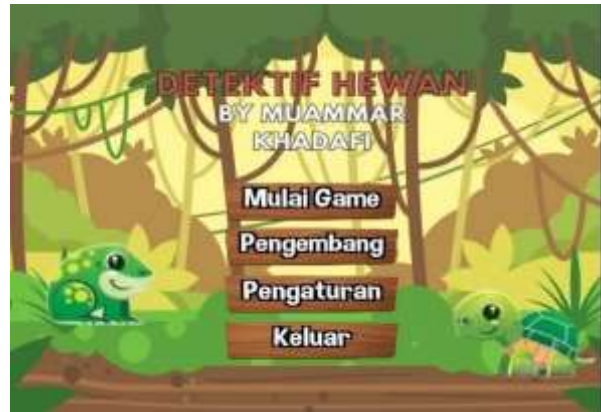 DETEKTIF HEWAN
BY MUAMMAR
KHADAFI
Mulai Game
Pengembang
Pengaturan
Keluar